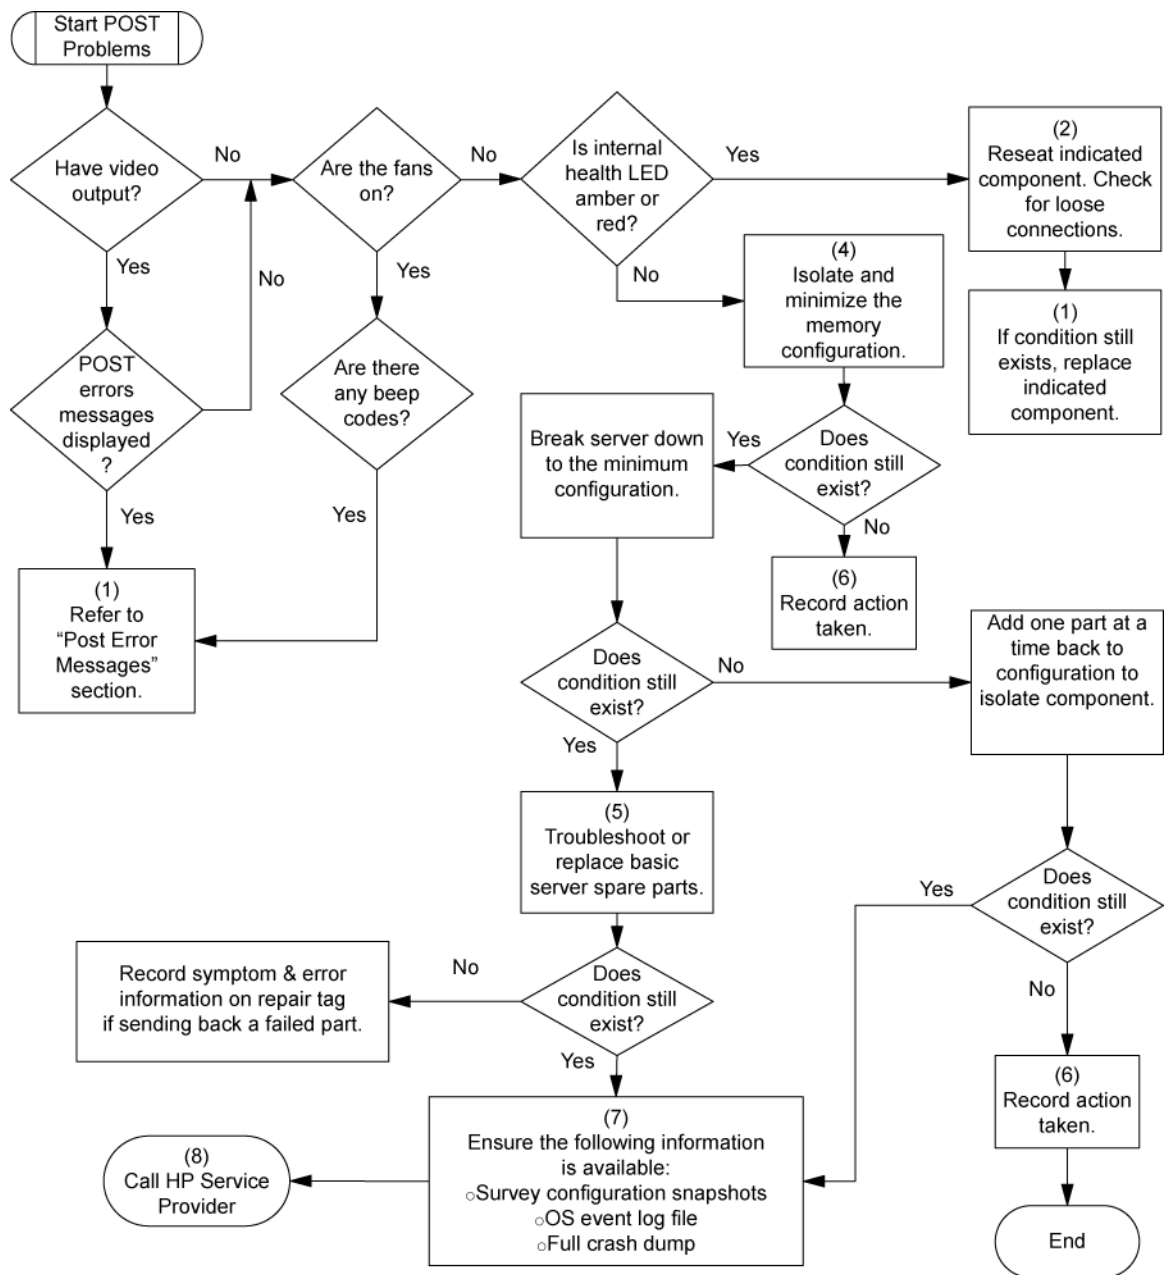 Start POST
Problems
Have video
output?
No
Yes
POST
errors
messages
displayed
?
No
Yes
(1)
Refer to
“Post Error
Messages”
section.
Are the fans
on?
No
Yes
Are there
any beep
codes?
Yes
Is internal
health LED
amber or
red?
Yes
No
(2)
Reseat indicated
component. Check
for loose
connections.
(1)
If condition still
exists, replace
indicated
component.
(4)
Isolate and
minimize the
memory
configuration.
Does
condition still
exist?
Yes
No
(6)
Record action
taken.
Break server down
to the minimum
configuration.
Does
condition still
exist?
No
Yes
Add one part at a
time back to
configuration to
isolate component.
Does
condition still
exist?
Yes
No
(6)
Record action
taken.
End
(5)
Troubleshoot or
replace basic
server spare parts.
Does
condition still
exist?
No
Yes
Record symptom & error
information on repair tag
if sending back a failed part.
(7)
Ensure the following information
is available:
○Survey configuration snapshots
○OS event log file
○Full crash dump
(8)
Call HP Service
Provider